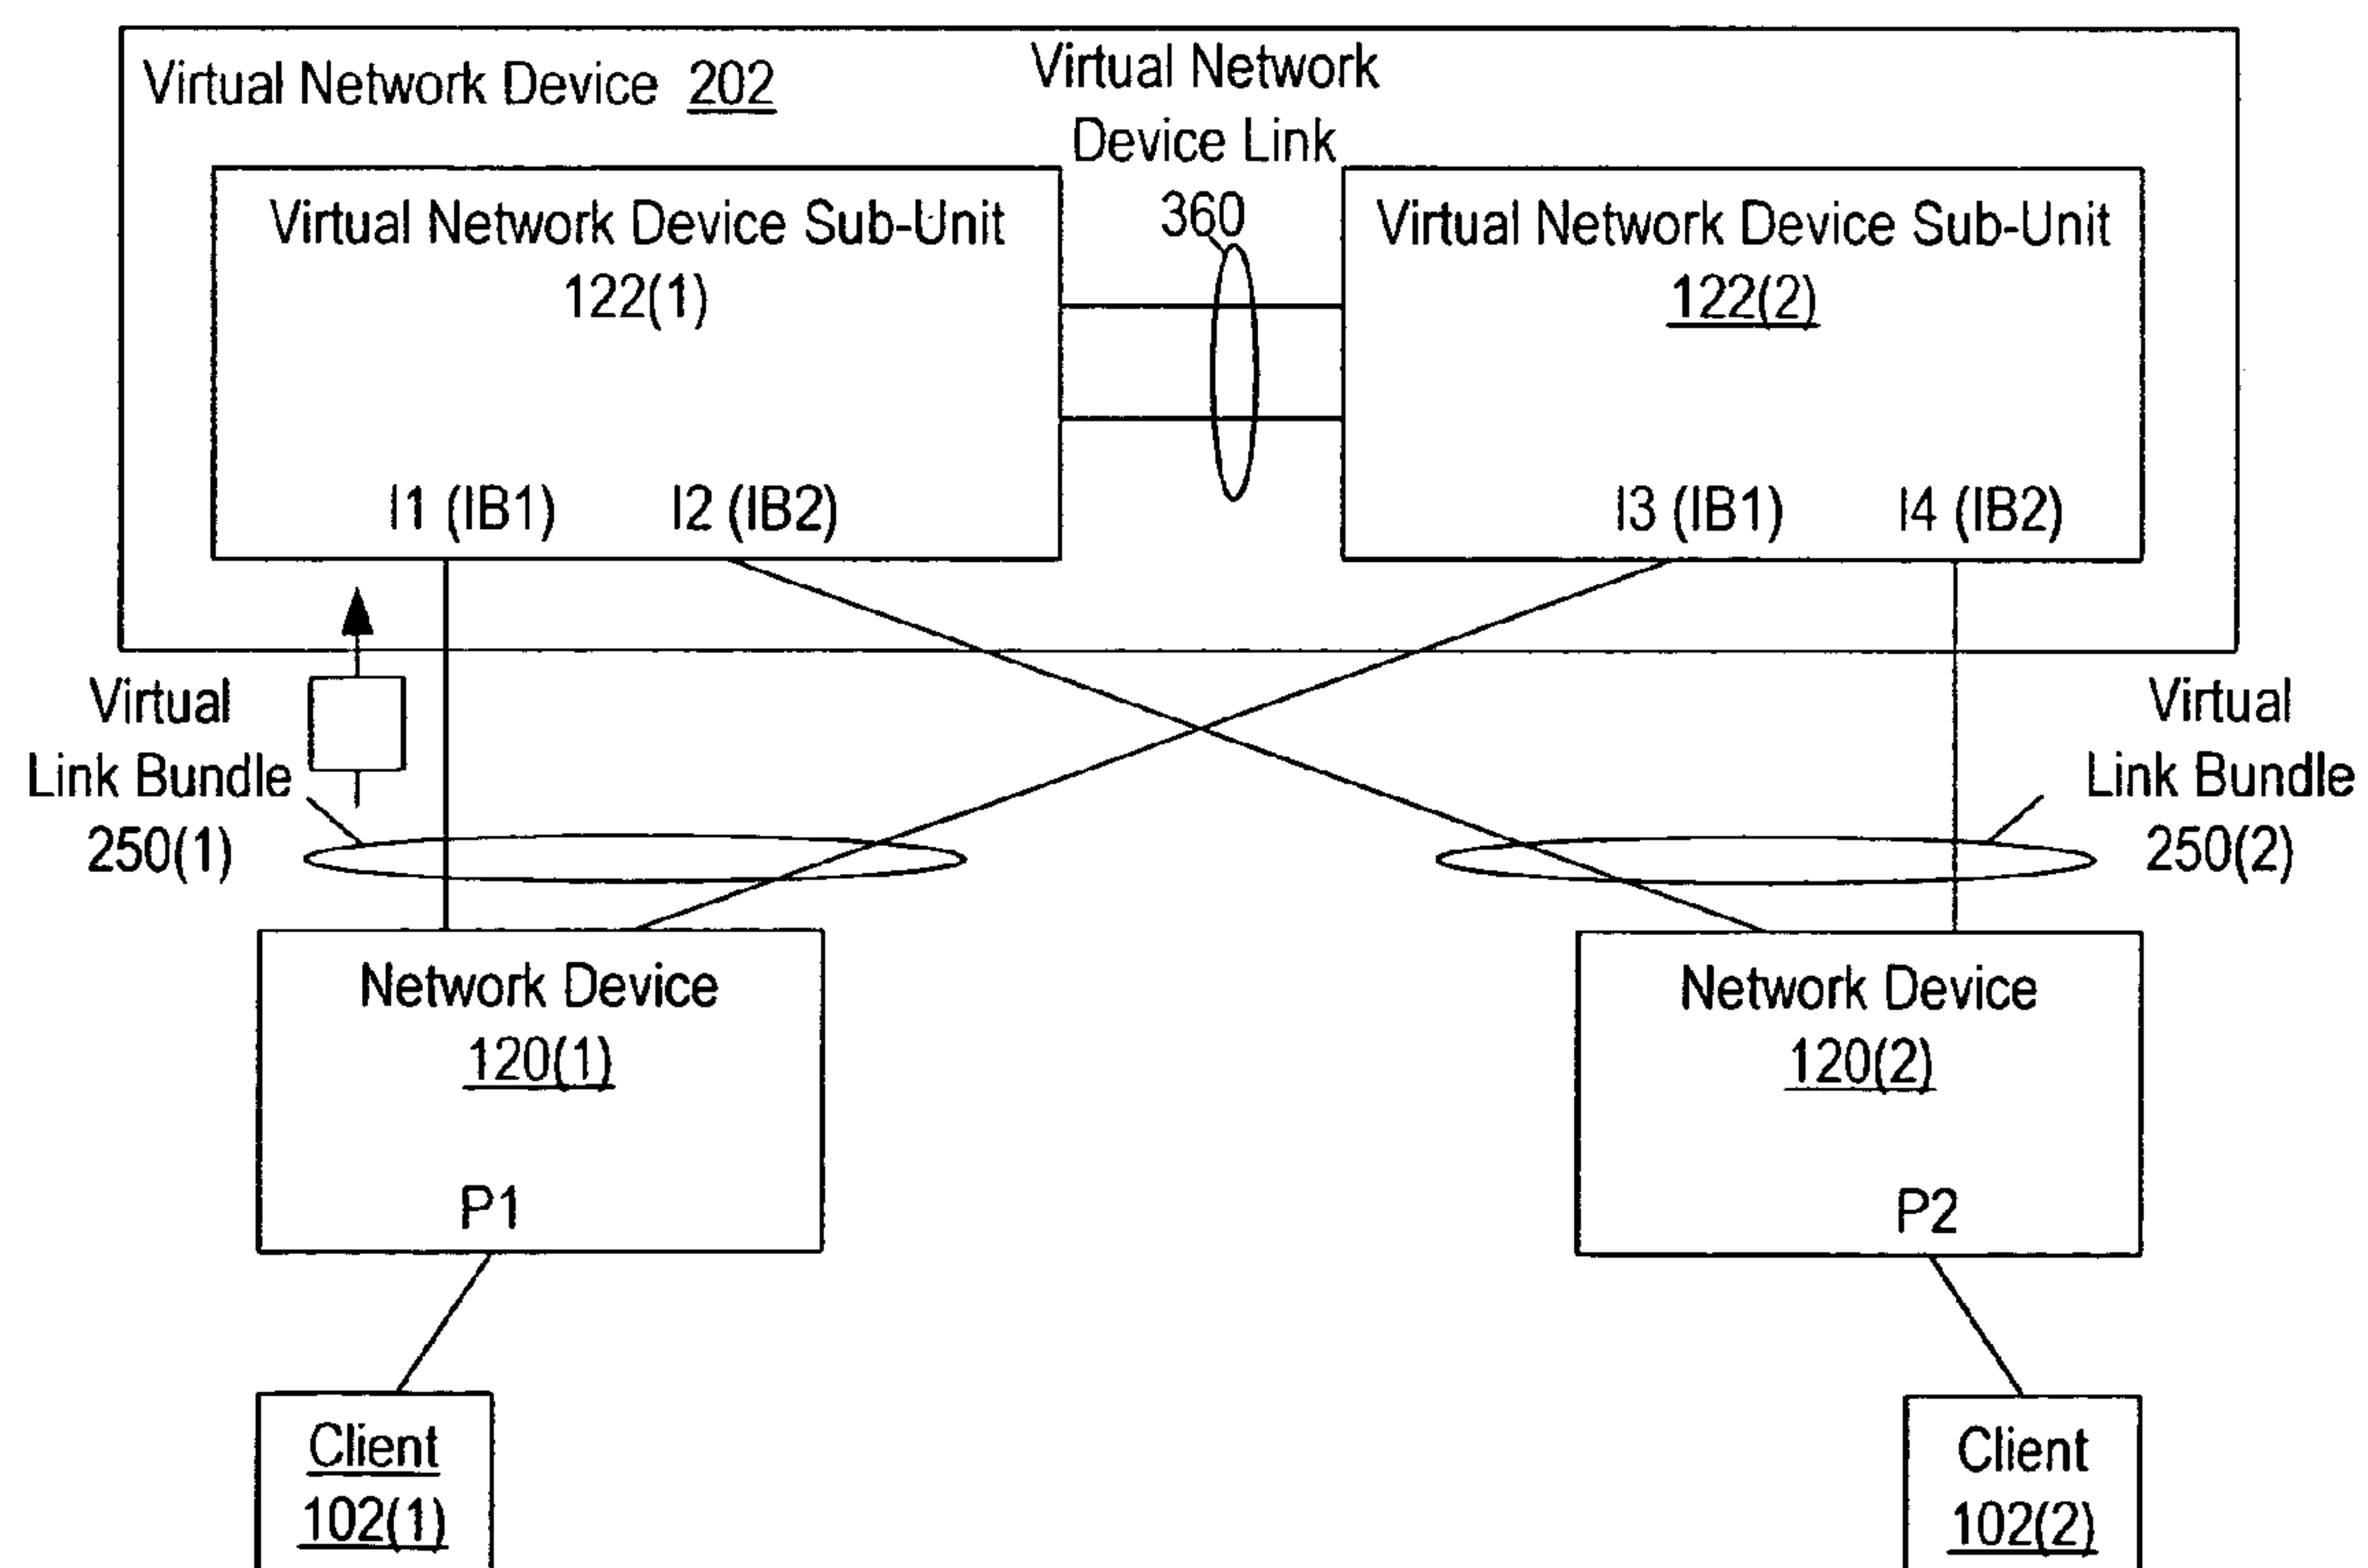 Virtual Network Device 202
Virtual Network
Device Link
360
Virtual Network Device Sub-Unit
122(1)
Virtual Network Device Sub-Unit
122(2)
I1 (IB1)
I2 (IB2)
I3 (IB1)
I4 (IB2)
Virtual
Link Bundle
250(1)
Virtual
Link Bundle
250(2)
Network Device
120(1)
P1
Network Device
120(2)
P2
Client
102(1)
Client
102(2)